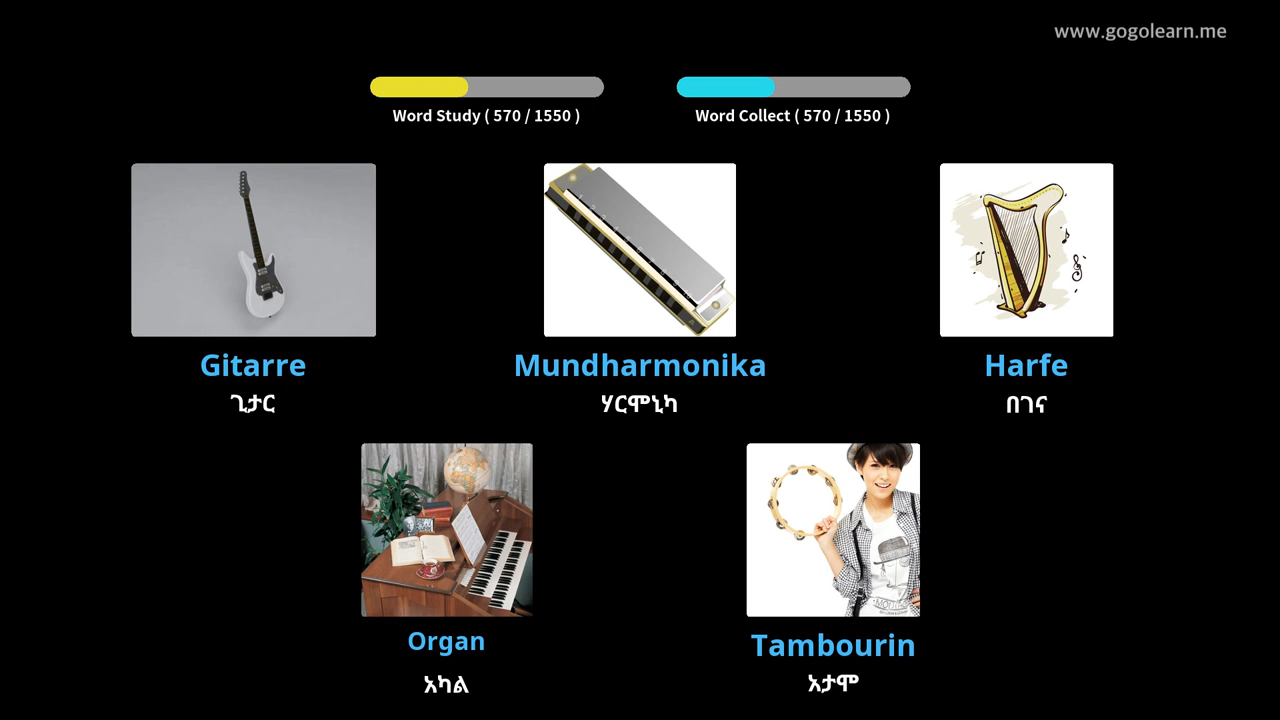 www.gogolearn.me
Word Study ( 570 / 1550 )
Word Collect ( 570 / 1550 )
Gitarre
ጊታር
Mundharmonika
ሃርሞኒካ
Harfe
በገና
Organ
አካል
Tambourin
አታሞ